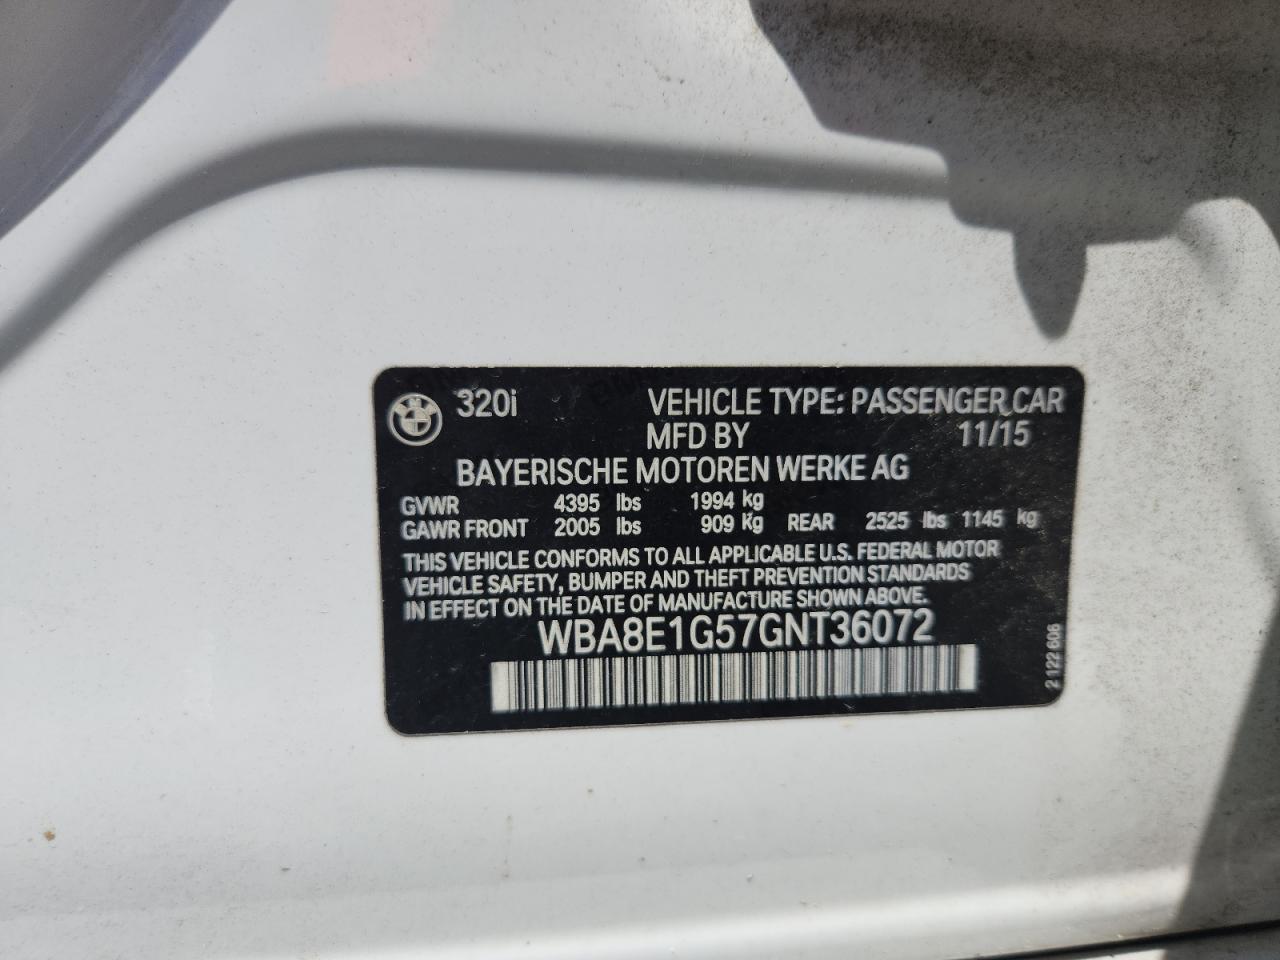 320i VEHICLE TYPE: PASSENGER CAR
MFD BY 11/15
BAYERISCHE MOTOREN WERKE AG
GVWR 4395 lbs 1994 kg
GAWR FRONT 2005 lbs 909 kg REAR 2525 lbs 1145 kg
THIS VEHICLE CONFORMS TO ALL APPLICABLE U.S. FEDERAL MOTOR
VEHICLE SAFETY, BUMPER AND THEFT PREVENTION STANDARDS
IN EFFECT ON THE DATE OF MANUFACTURE SHOWN ABOVE.
WBA8E1G57GNT36072
2 122 606